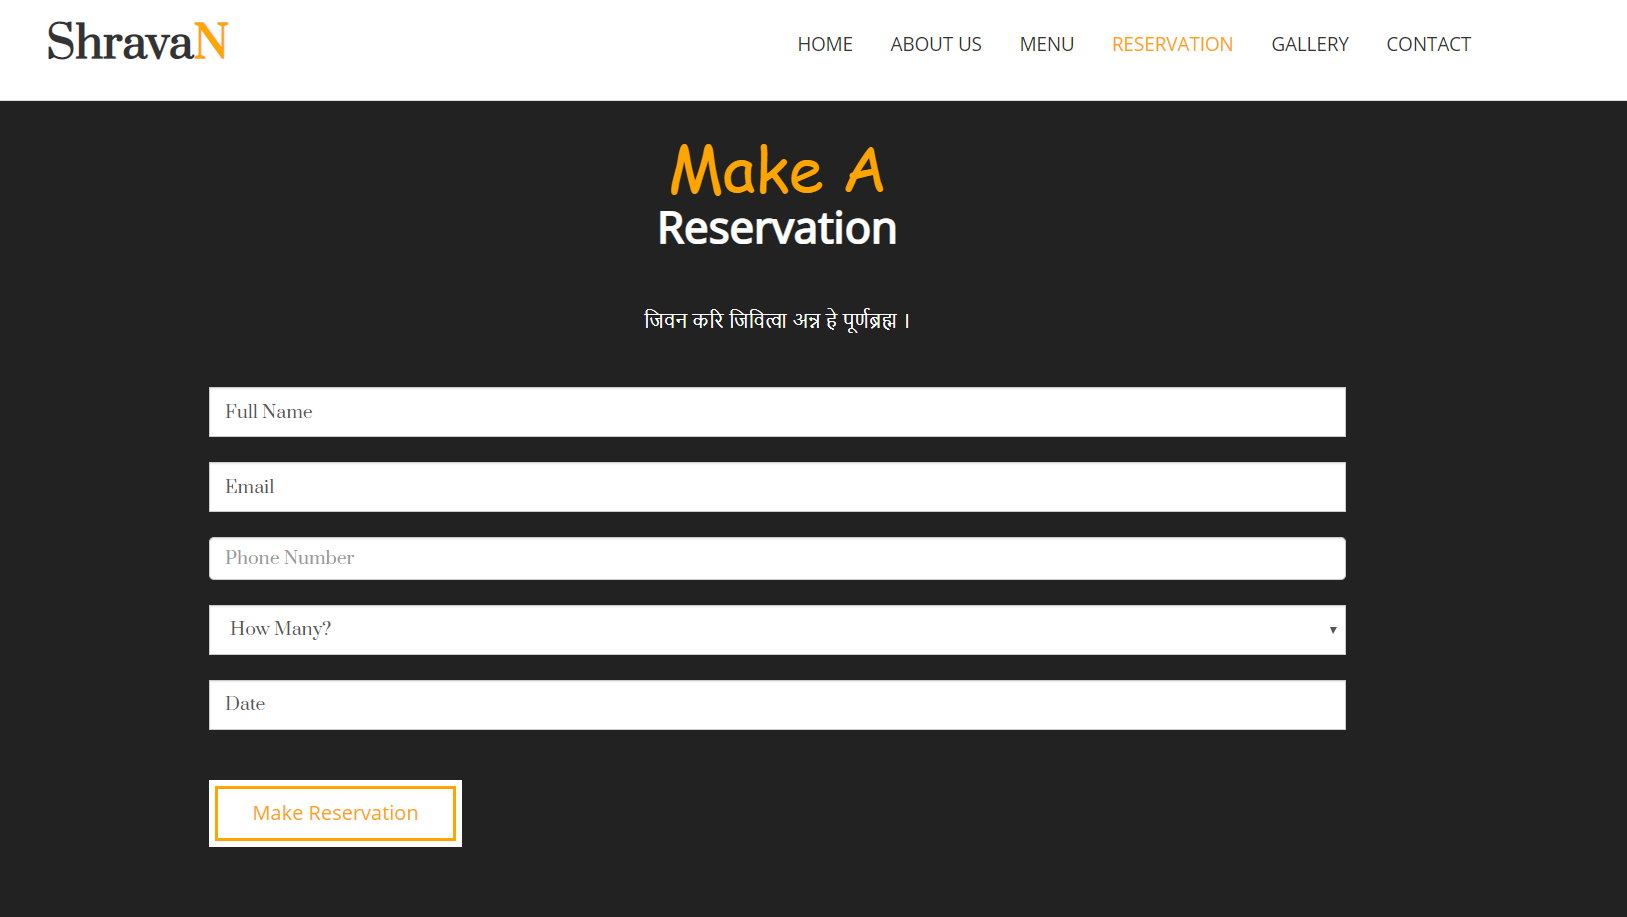 ShravaN
HOME ABOUT US MENU RESERVATION GALLERY CONTACT
Make A
Reservation
जिवन करि जिवित्वा अन्न हे पूर्णब्रह्म ।
Full Name
Email
Phone Number
How Many?
Date
Make Reservation